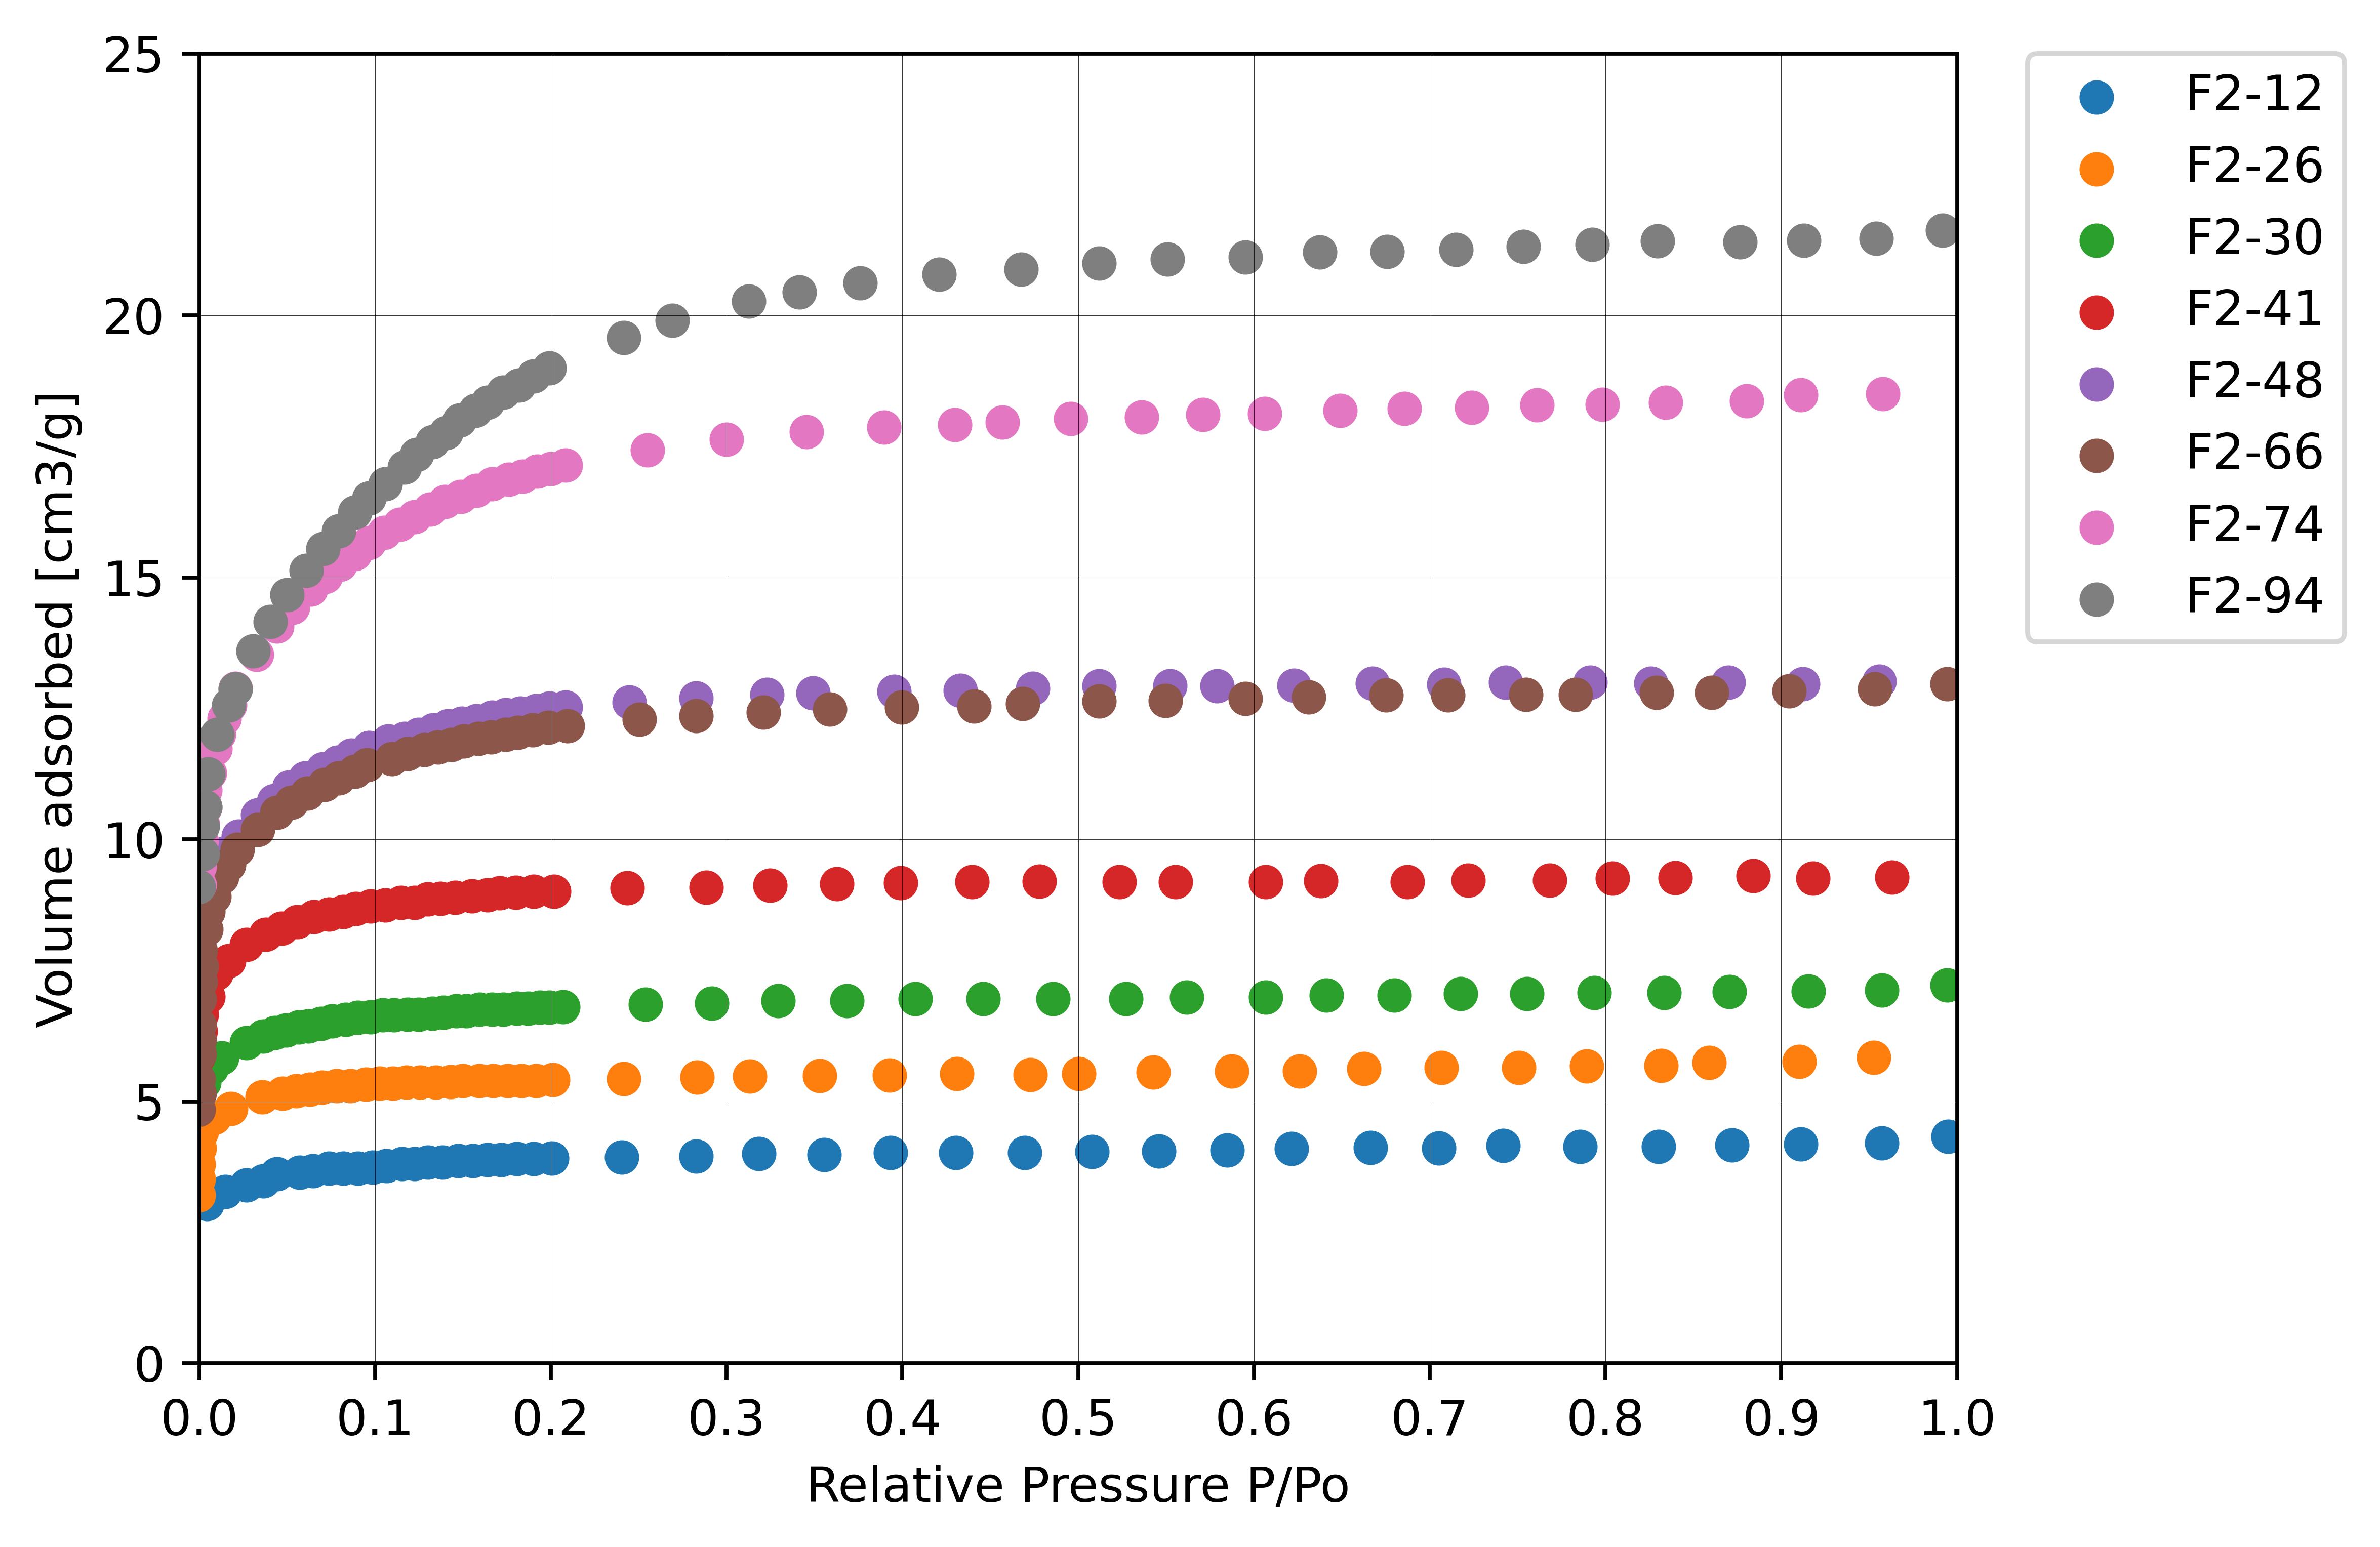 25
20
15
10
5
0
Volume adsorbed [cm3/g]
0.0 0.1 0.2 0.3 0.4 0.5 0.6 0.7 0.8 0.9 1.0
Relative Pressure P/Po
F2-12
F2-26
F2-30
F2-41
F2-48
F2-66
F2-74
F2-94